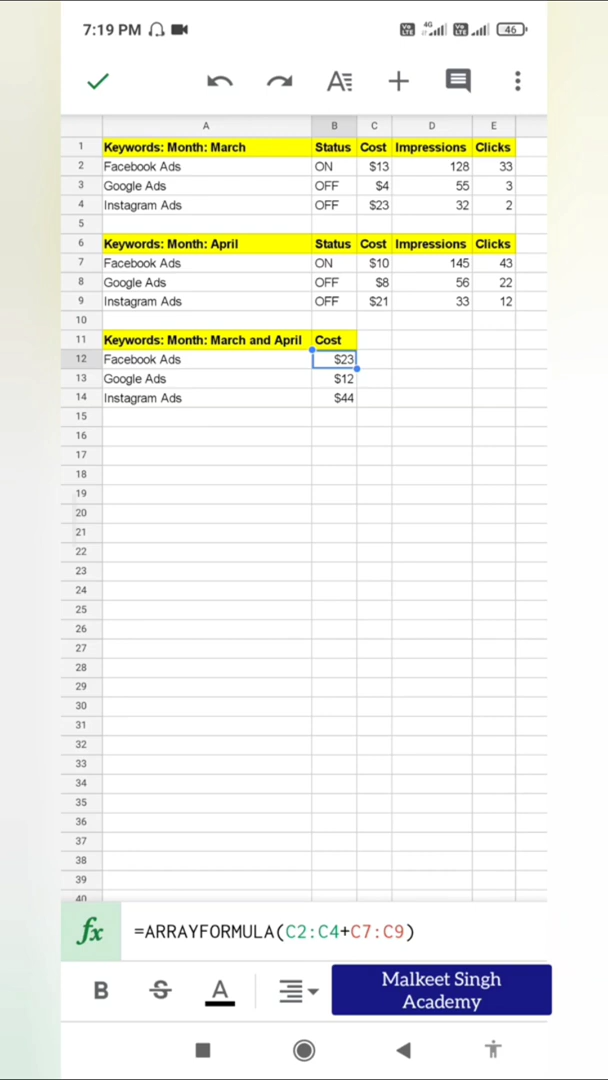 7:19 PM 4G 46
A B C D E
1 Keywords: Month: March Status Cost Impressions Clicks
2 Facebook Ads ON $13 128 33
3 Google Ads OFF $4 55 3
4 Instagram Ads OFF $23 32 2
5
6 Keywords: Month: April Status Cost Impressions Clicks
7 Facebook Ads ON $10 145 43
8 Google Ads OFF $8 56 22
9 Instagram Ads OFF $21 33 12
10
11 Keywords: Month: March and April Cost
12 Facebook Ads $23
13 Google Ads $12
14 Instagram Ads $44
15
16
17
18
19
20
21
22
23
24
25
26
27
28
29
30
31
32
33
34
35
36
37
38
39
40
fx =ARRAYFORMULA(C2:C4+C7:C9)
B S A Malkeet Singh
Academy